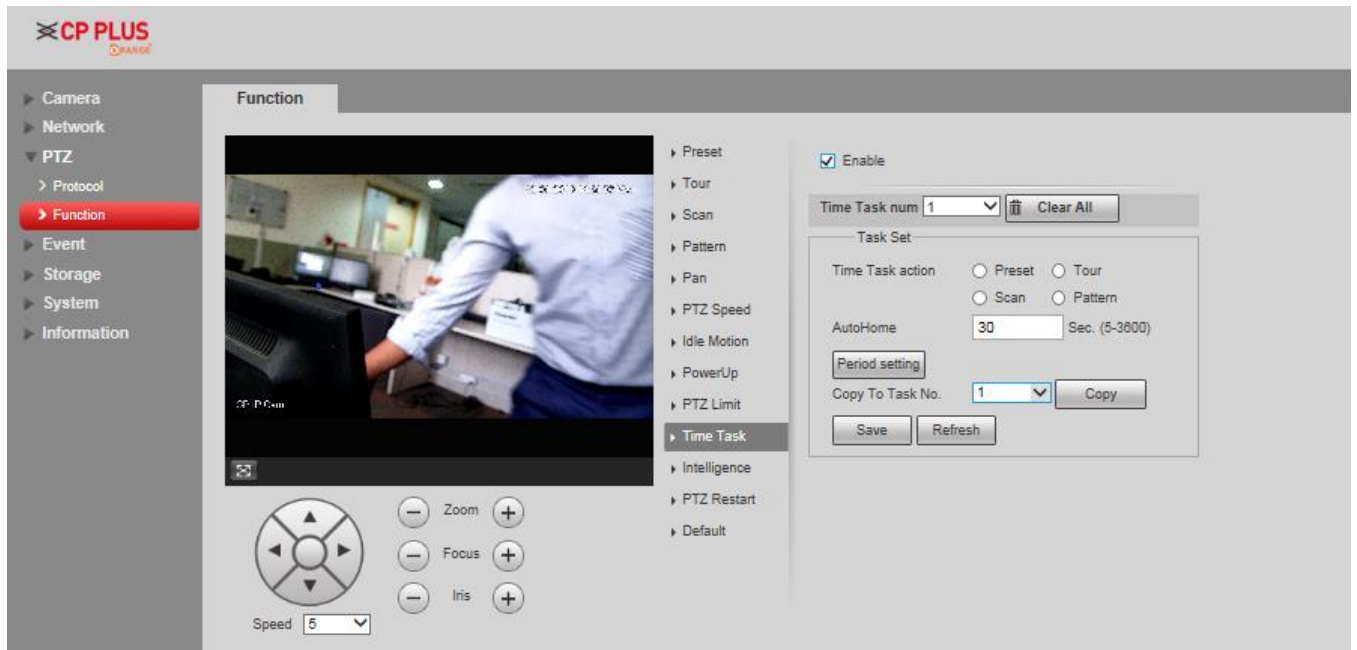 CP PLUS
ORANGE
Camera
Network
PTZ
Protocol
Function
Event
Storage
System
Information
Function
Preset
Tour
Scan
Pattern
Pan
PTZ Speed
Idle Motion
PowerUp
PTZ Limit
Time Task
Intelligence
PTZ Restart
Default
Zoom
Focus
Iris
Speed 5
Enable
Time Task num 1 Clear All
Task Set
Time Task action Preset Tour
Scan Pattern
AutoHome 30 Sec. (5-3600)
Period setting
Copy To Task No. 1 Copy
Save Refresh